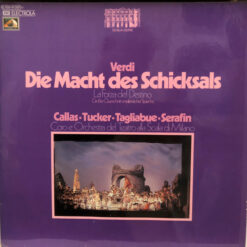 ELECTROLA
Verdi
Die Macht des Schicksals
La forza del Destino
Callas · Tucker · Tagliabue · Serafin
Coro e Orchestra del Teatro alla Scala di Milano